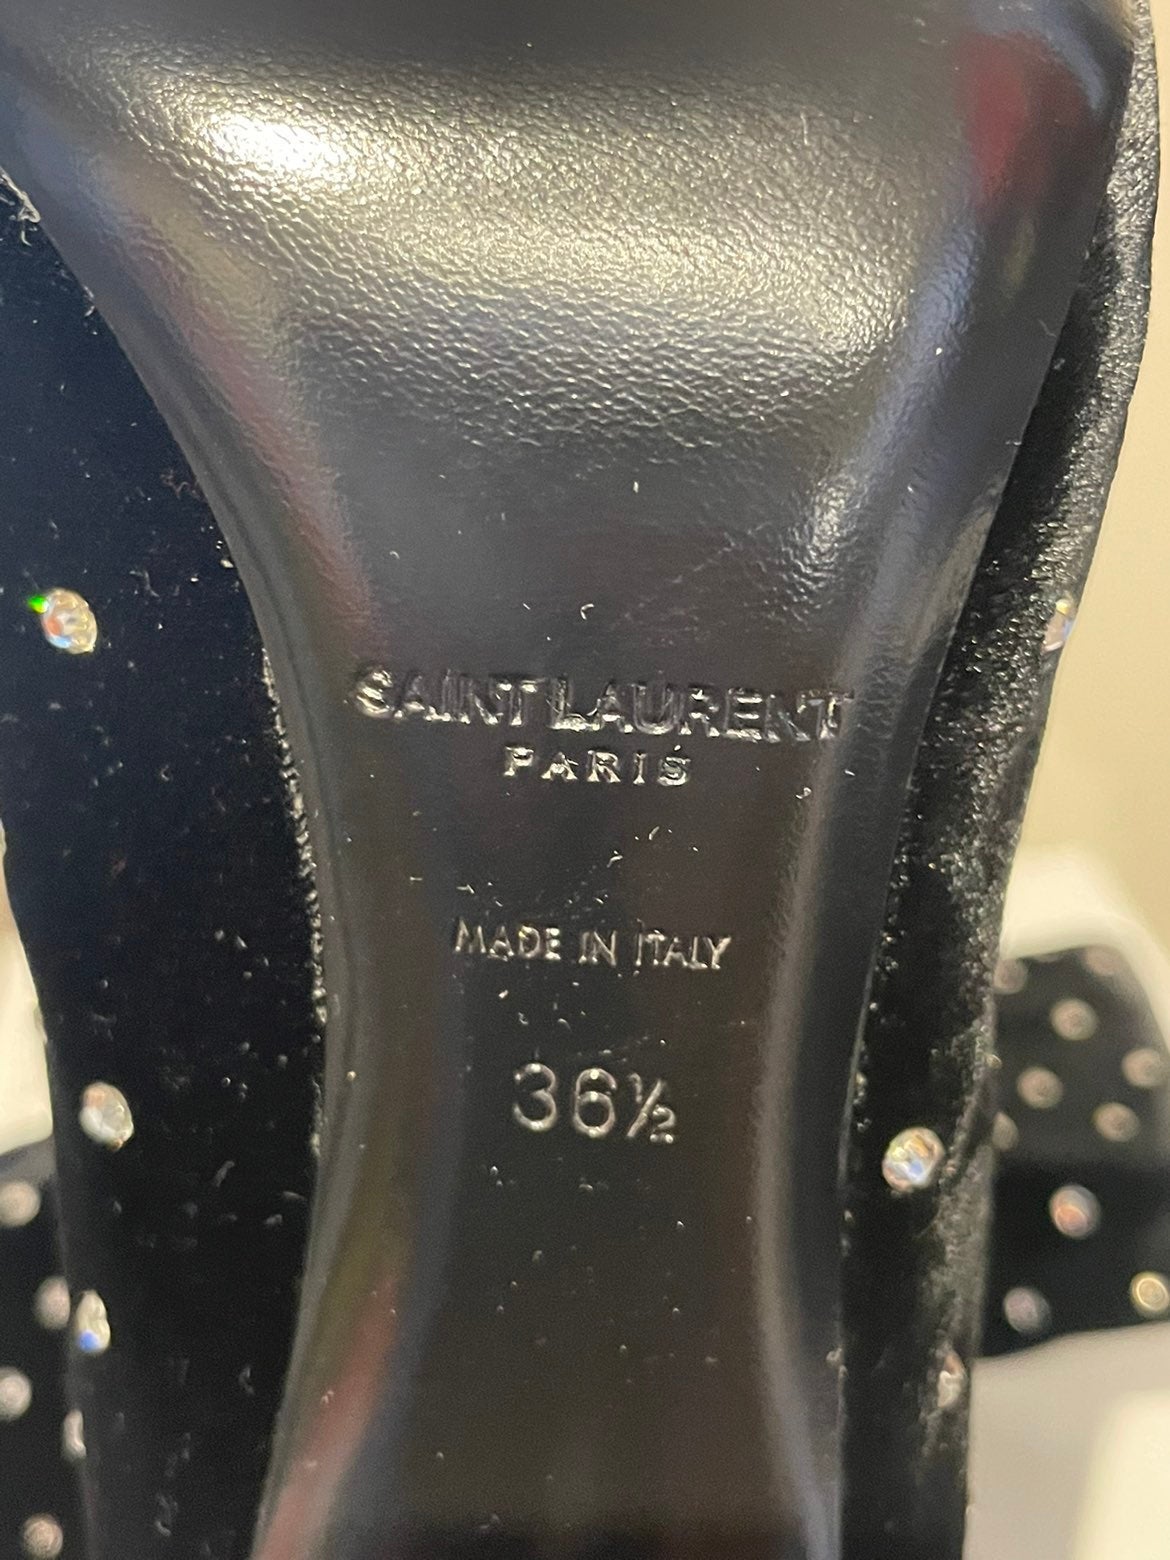 SAINT LAURENT
PARIS
MADE IN ITALY
36½